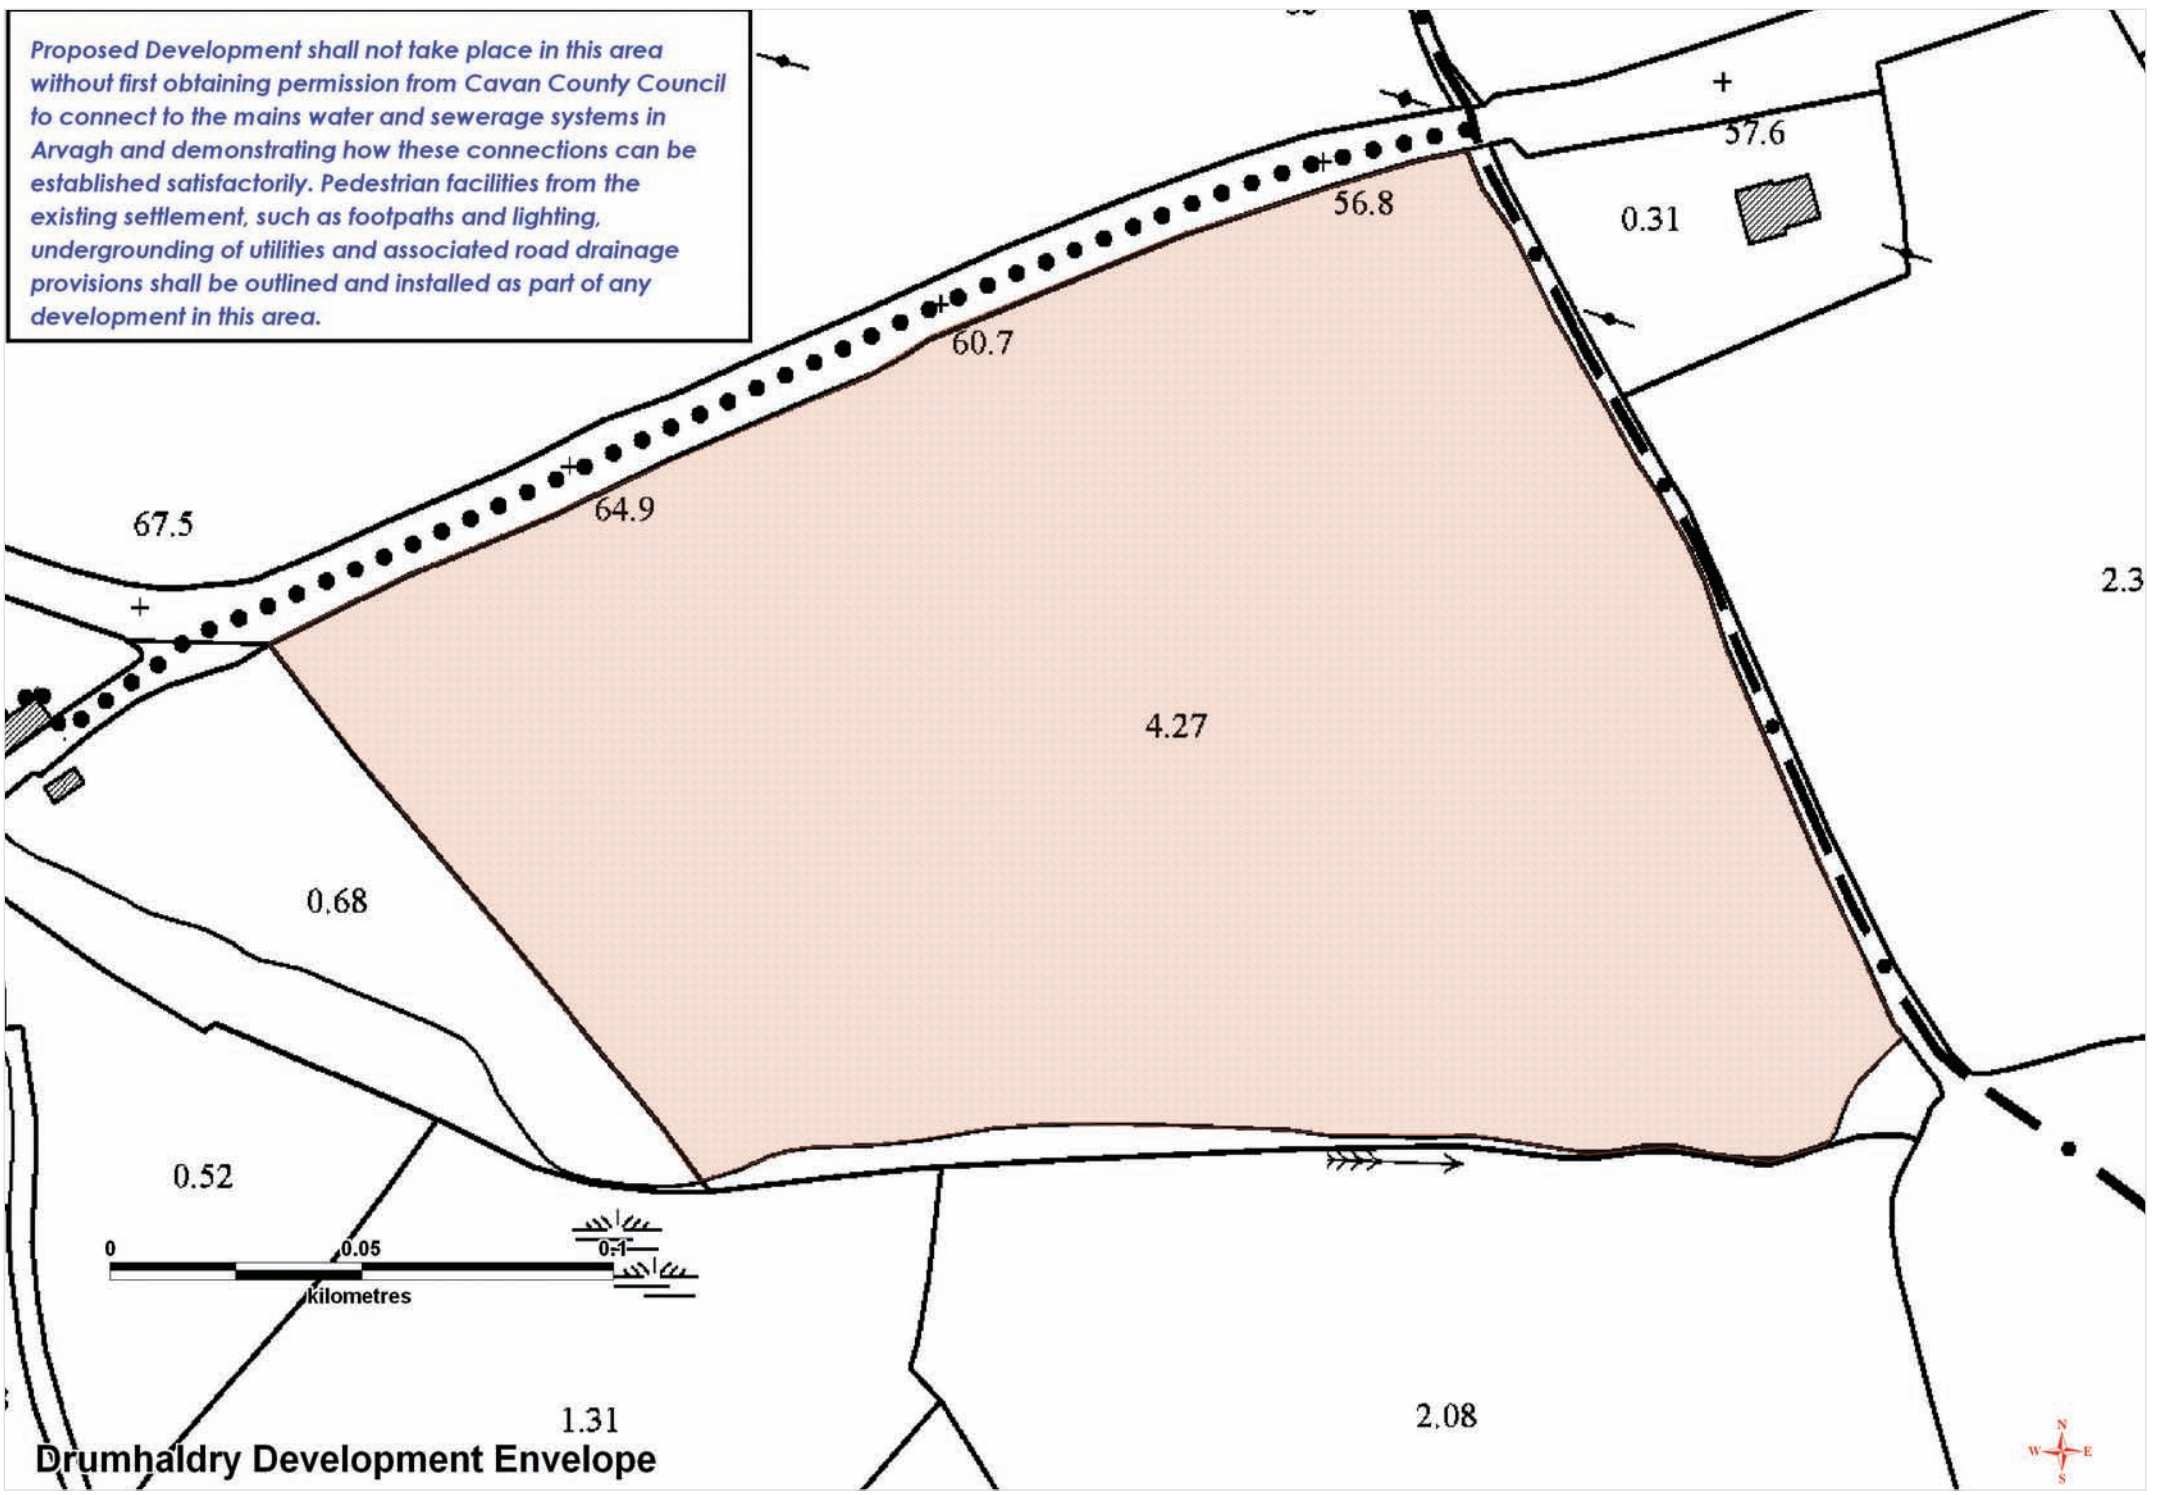 Proposed Development shall not take place in this area
without first obtaining permission from Cavan County Council
to connect to the mains water and sewerage systems in
Arvagh and demonstrating how these connections can be
established satisfactorily. Pedestrian facilities from the
existing settlement, such as footpaths and lighting,
undergrounding of utilities and associated road drainage
provisions shall be outlined and installed as part of any
development in this area.
57.6
56.8
0.31
60.7
64.9
67.5
2.3
4.27
0.68
0.52
0 0.05 0.1
kilometres
1.31
2.08
Drumhaldry Development Envelope
N
W E
S